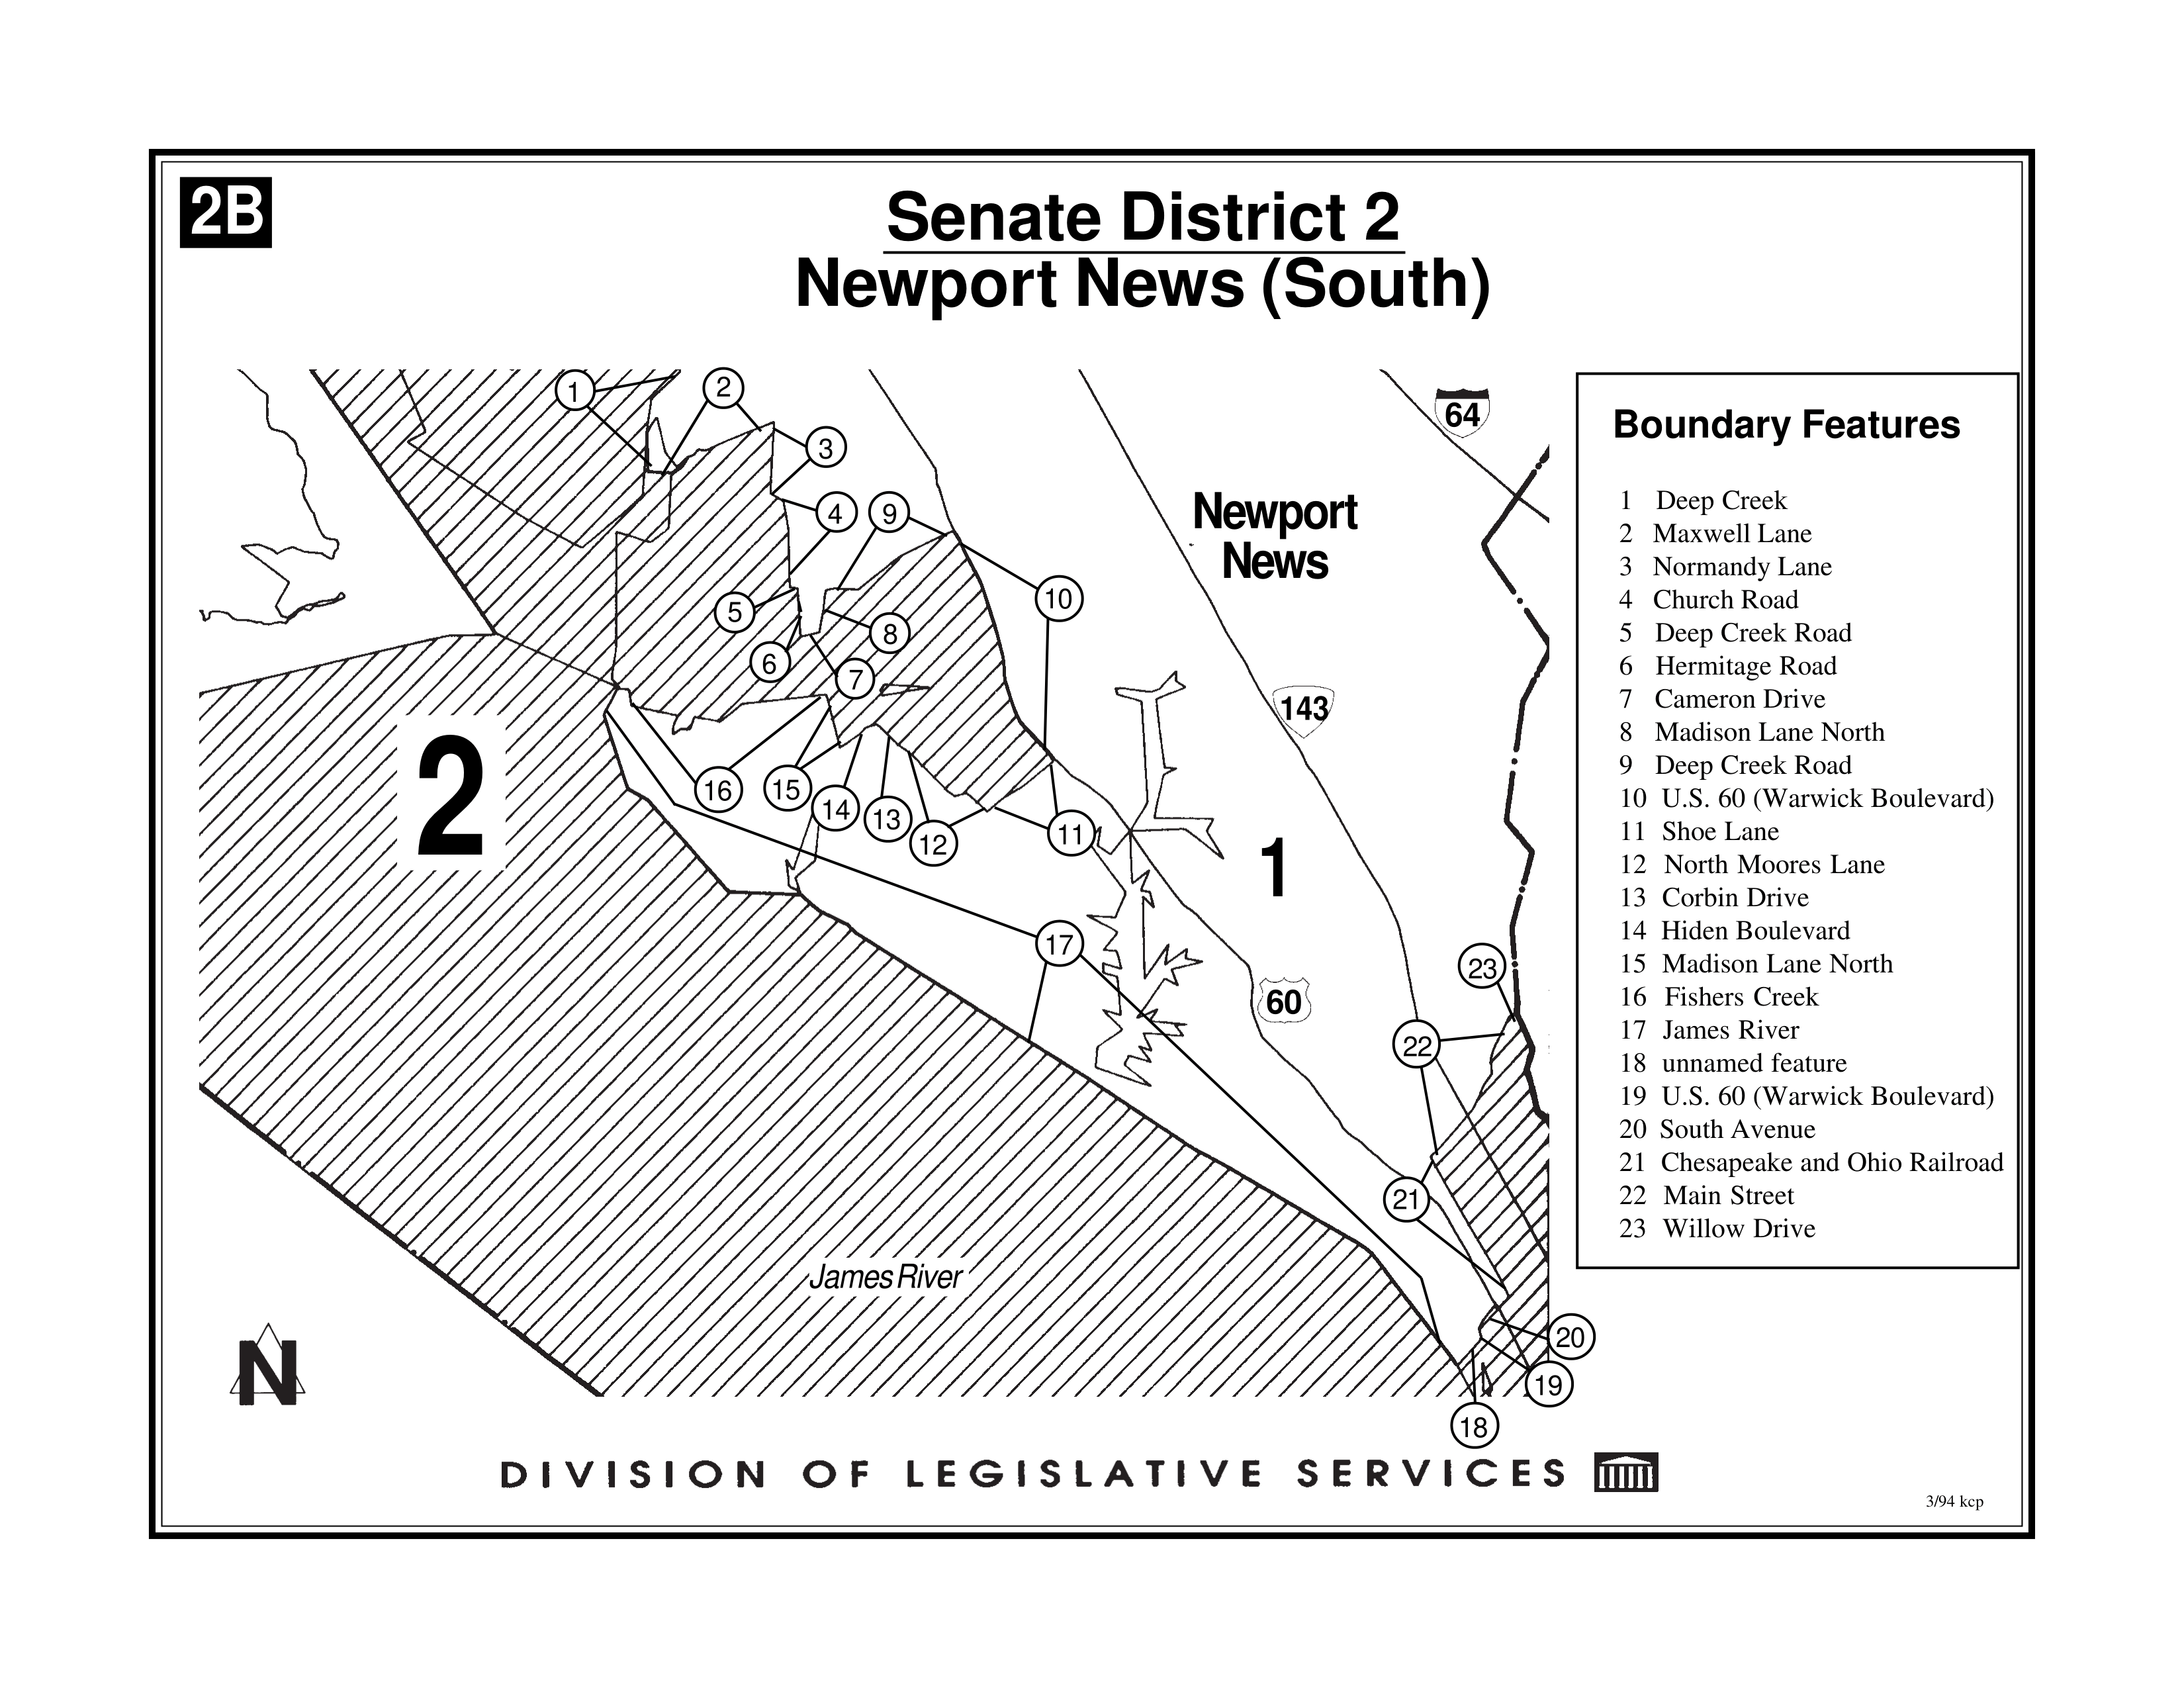 2B
Senate District 2
Newport News (South)
1
2
3
4
9
5
8
6
7
10
16
15
14
13
12
11
17
23
22
21
20
19
18
64
143
60
Newport
News
2
1
James River
N
Boundary Features
1 Deep Creek
2 Maxwell Lane
3 Normandy Lane
4 Church Road
5 Deep Creek Road
6 Hermitage Road
7 Cameron Drive
8 Madison Lane North
9 Deep Creek Road
10 U.S. 60 (Warwick Boulevard)
11 Shoe Lane
12 North Moores Lane
13 Corbin Drive
14 Hiden Boulevard
15 Madison Lane North
16 Fishers Creek
17 James River
18 unnamed feature
19 U.S. 60 (Warwick Boulevard)
20 South Avenue
21 Chesapeake and Ohio Railroad
22 Main Street
23 Willow Drive
DIVISION OF LEGISLATIVE SERVICES
3/94 kcp